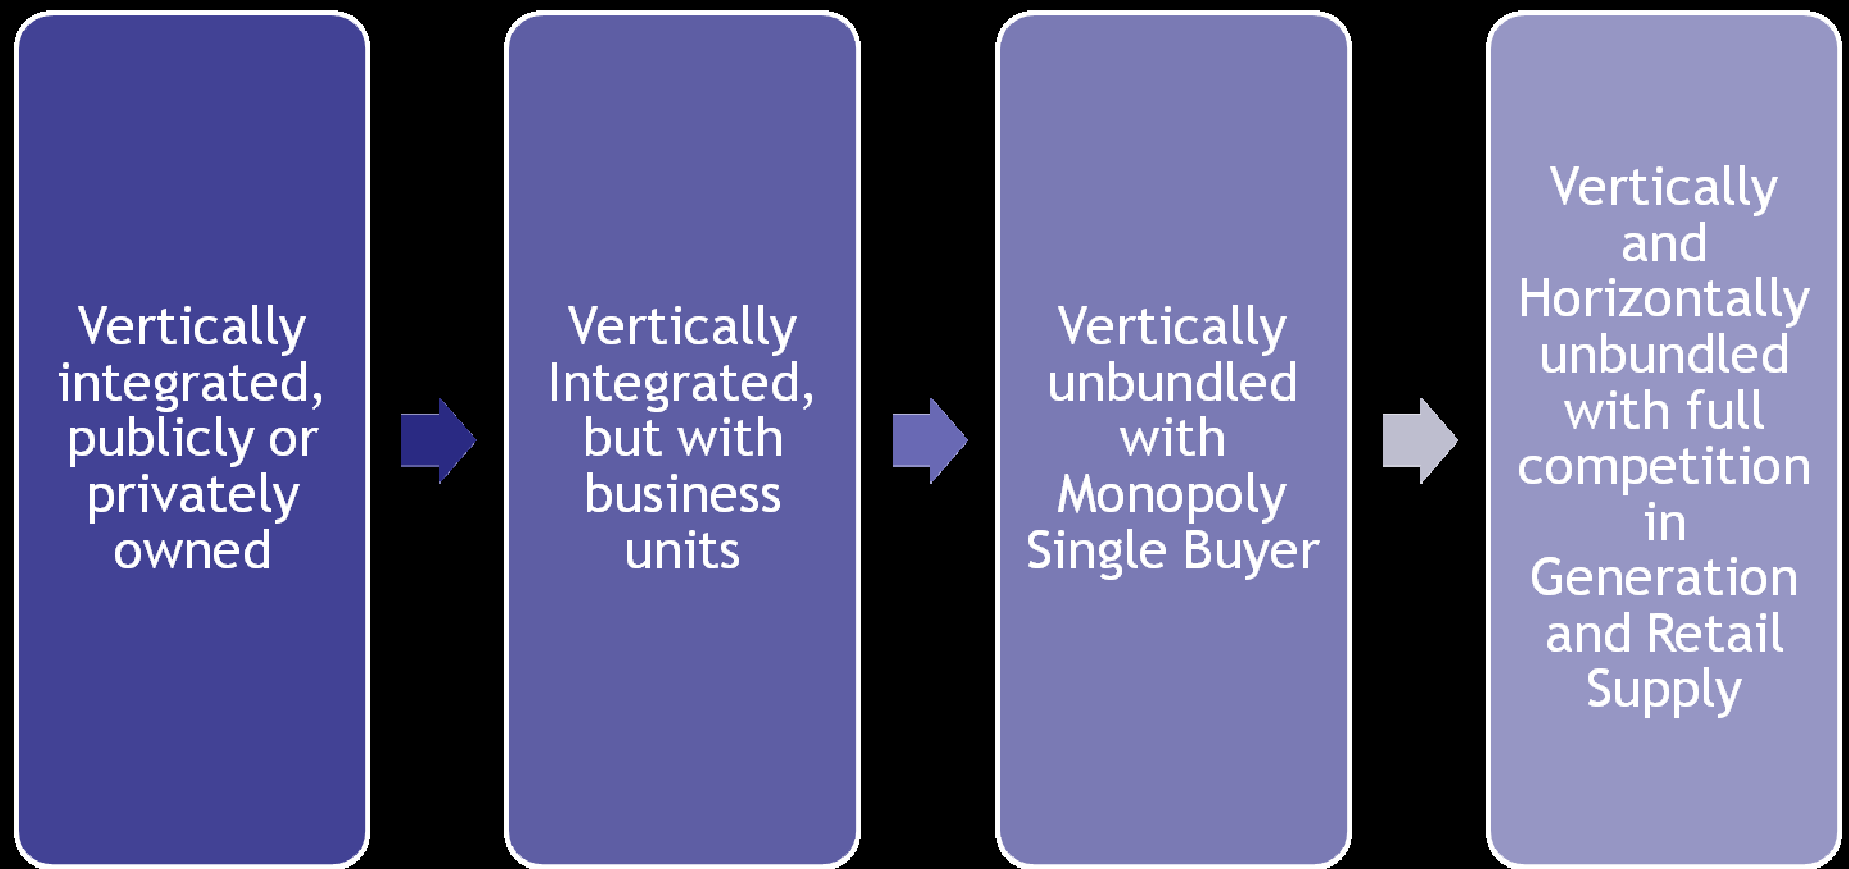 Vertically
integrated,
publicly or
privately
owned
Vertically
Integrated,
but with
business
units
Vertically
unbundled
with
Monopoly
Single Buyer
Vertically
and
Horizontally
unbundled
with full
competition
in
Generation
and Retail
Supply